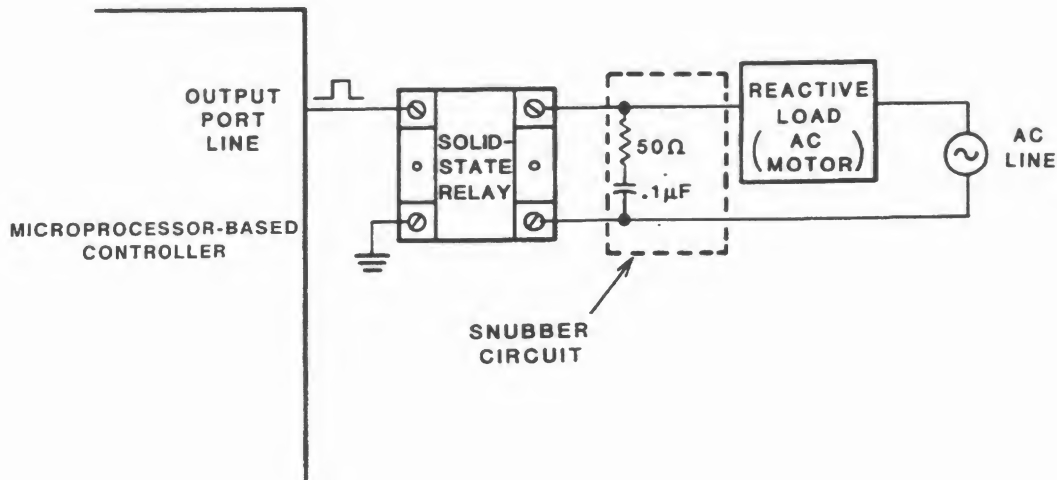 OUTPUT
PORT
LINE
MICROPROCESSOR-BASED
CONTROLLER
SOLID-
STATE
RELAY
50Ω
.1μF
SNUBBER
CIRCUIT
REACTIVE
LOAD
(AC
MOTOR)
AC
LINE